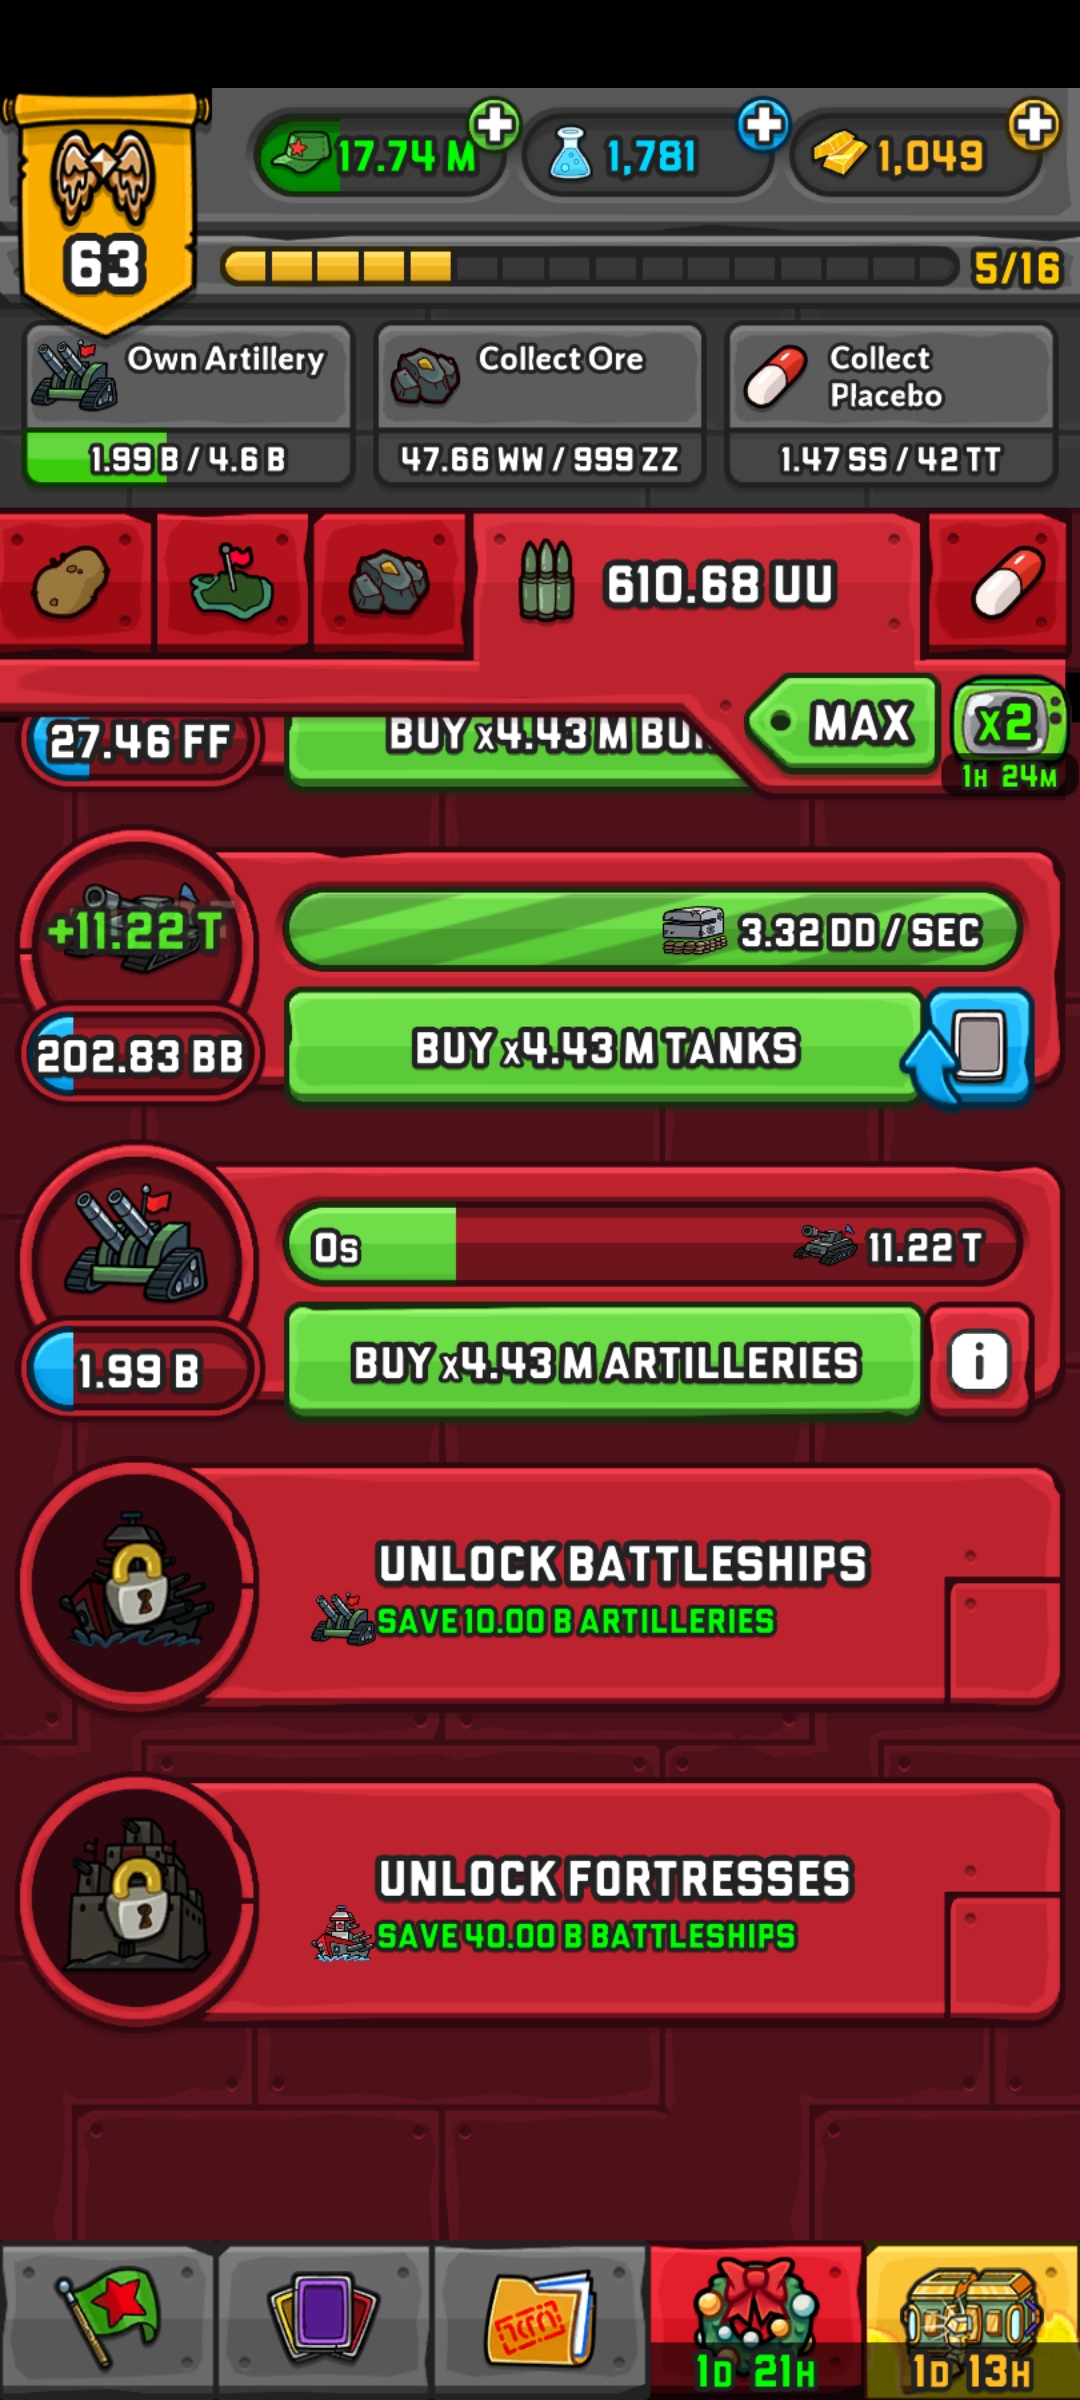 17.74 M
1,781
1,049
63
5/16
Own Artillery
1.99 B / 4.6 B
Collect Ore
47.66 WW / 999 ZZ
Collect
Placebo
1.47 SS / 42 TT
610.68 UU
MAX
X2
1H 24M
27.46 FF
BUY x4.43 M
+11.22 T
3.32 DD / SEC
202.83 BB
BUY x4.43 M TANKS
0s
11.22 T
1.99 B
BUY x4.43 M ARTILLERIES
i
UNLOCK BATTLESHIPS
SAVE 10.00 B ARTILLERIES
UNLOCK FORTRESSES
SAVE 40.00 B BATTLESHIPS
1D 21H
1D 13H